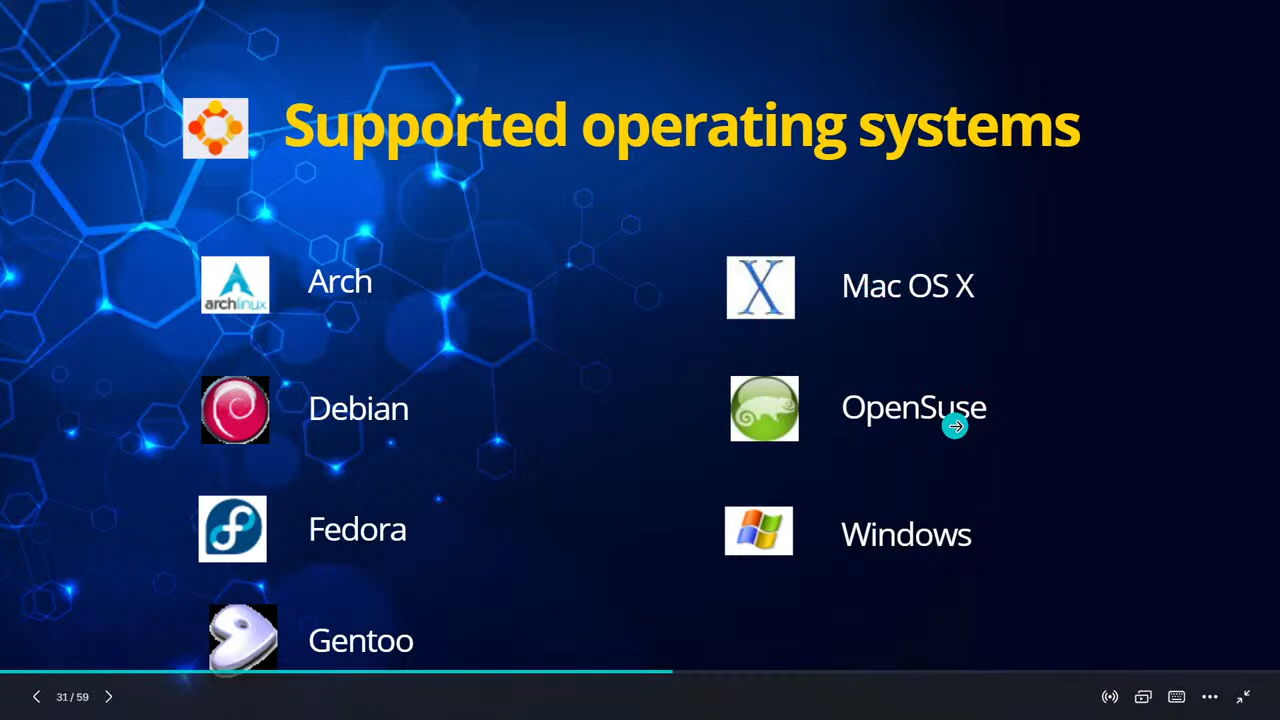 Supported operating systems
Arch
archlinux
Debian
Fedora
Gentoo
Mac OS X
X
OpenSuse
Windows
31 / 59